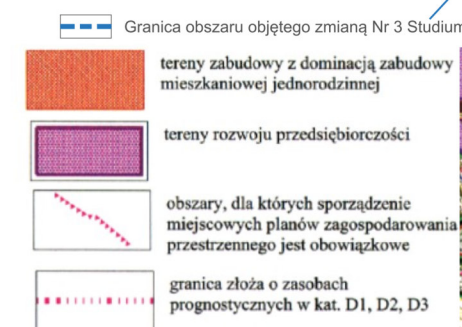 Granica obszaru objętego zmianą Nr 3 Studium
tereny zabudowy z dominacją zabudowy
mieszkaniowej jednorodzinnej
tereny rozwoju przedsiębiorczości
obszary, dla których sporządzenie
miejscowych planów zagospodarowania
przestrzennego jest obowiązkowe
granica złoża o zasobach
prognostycznych w kat. D1, D2, D3